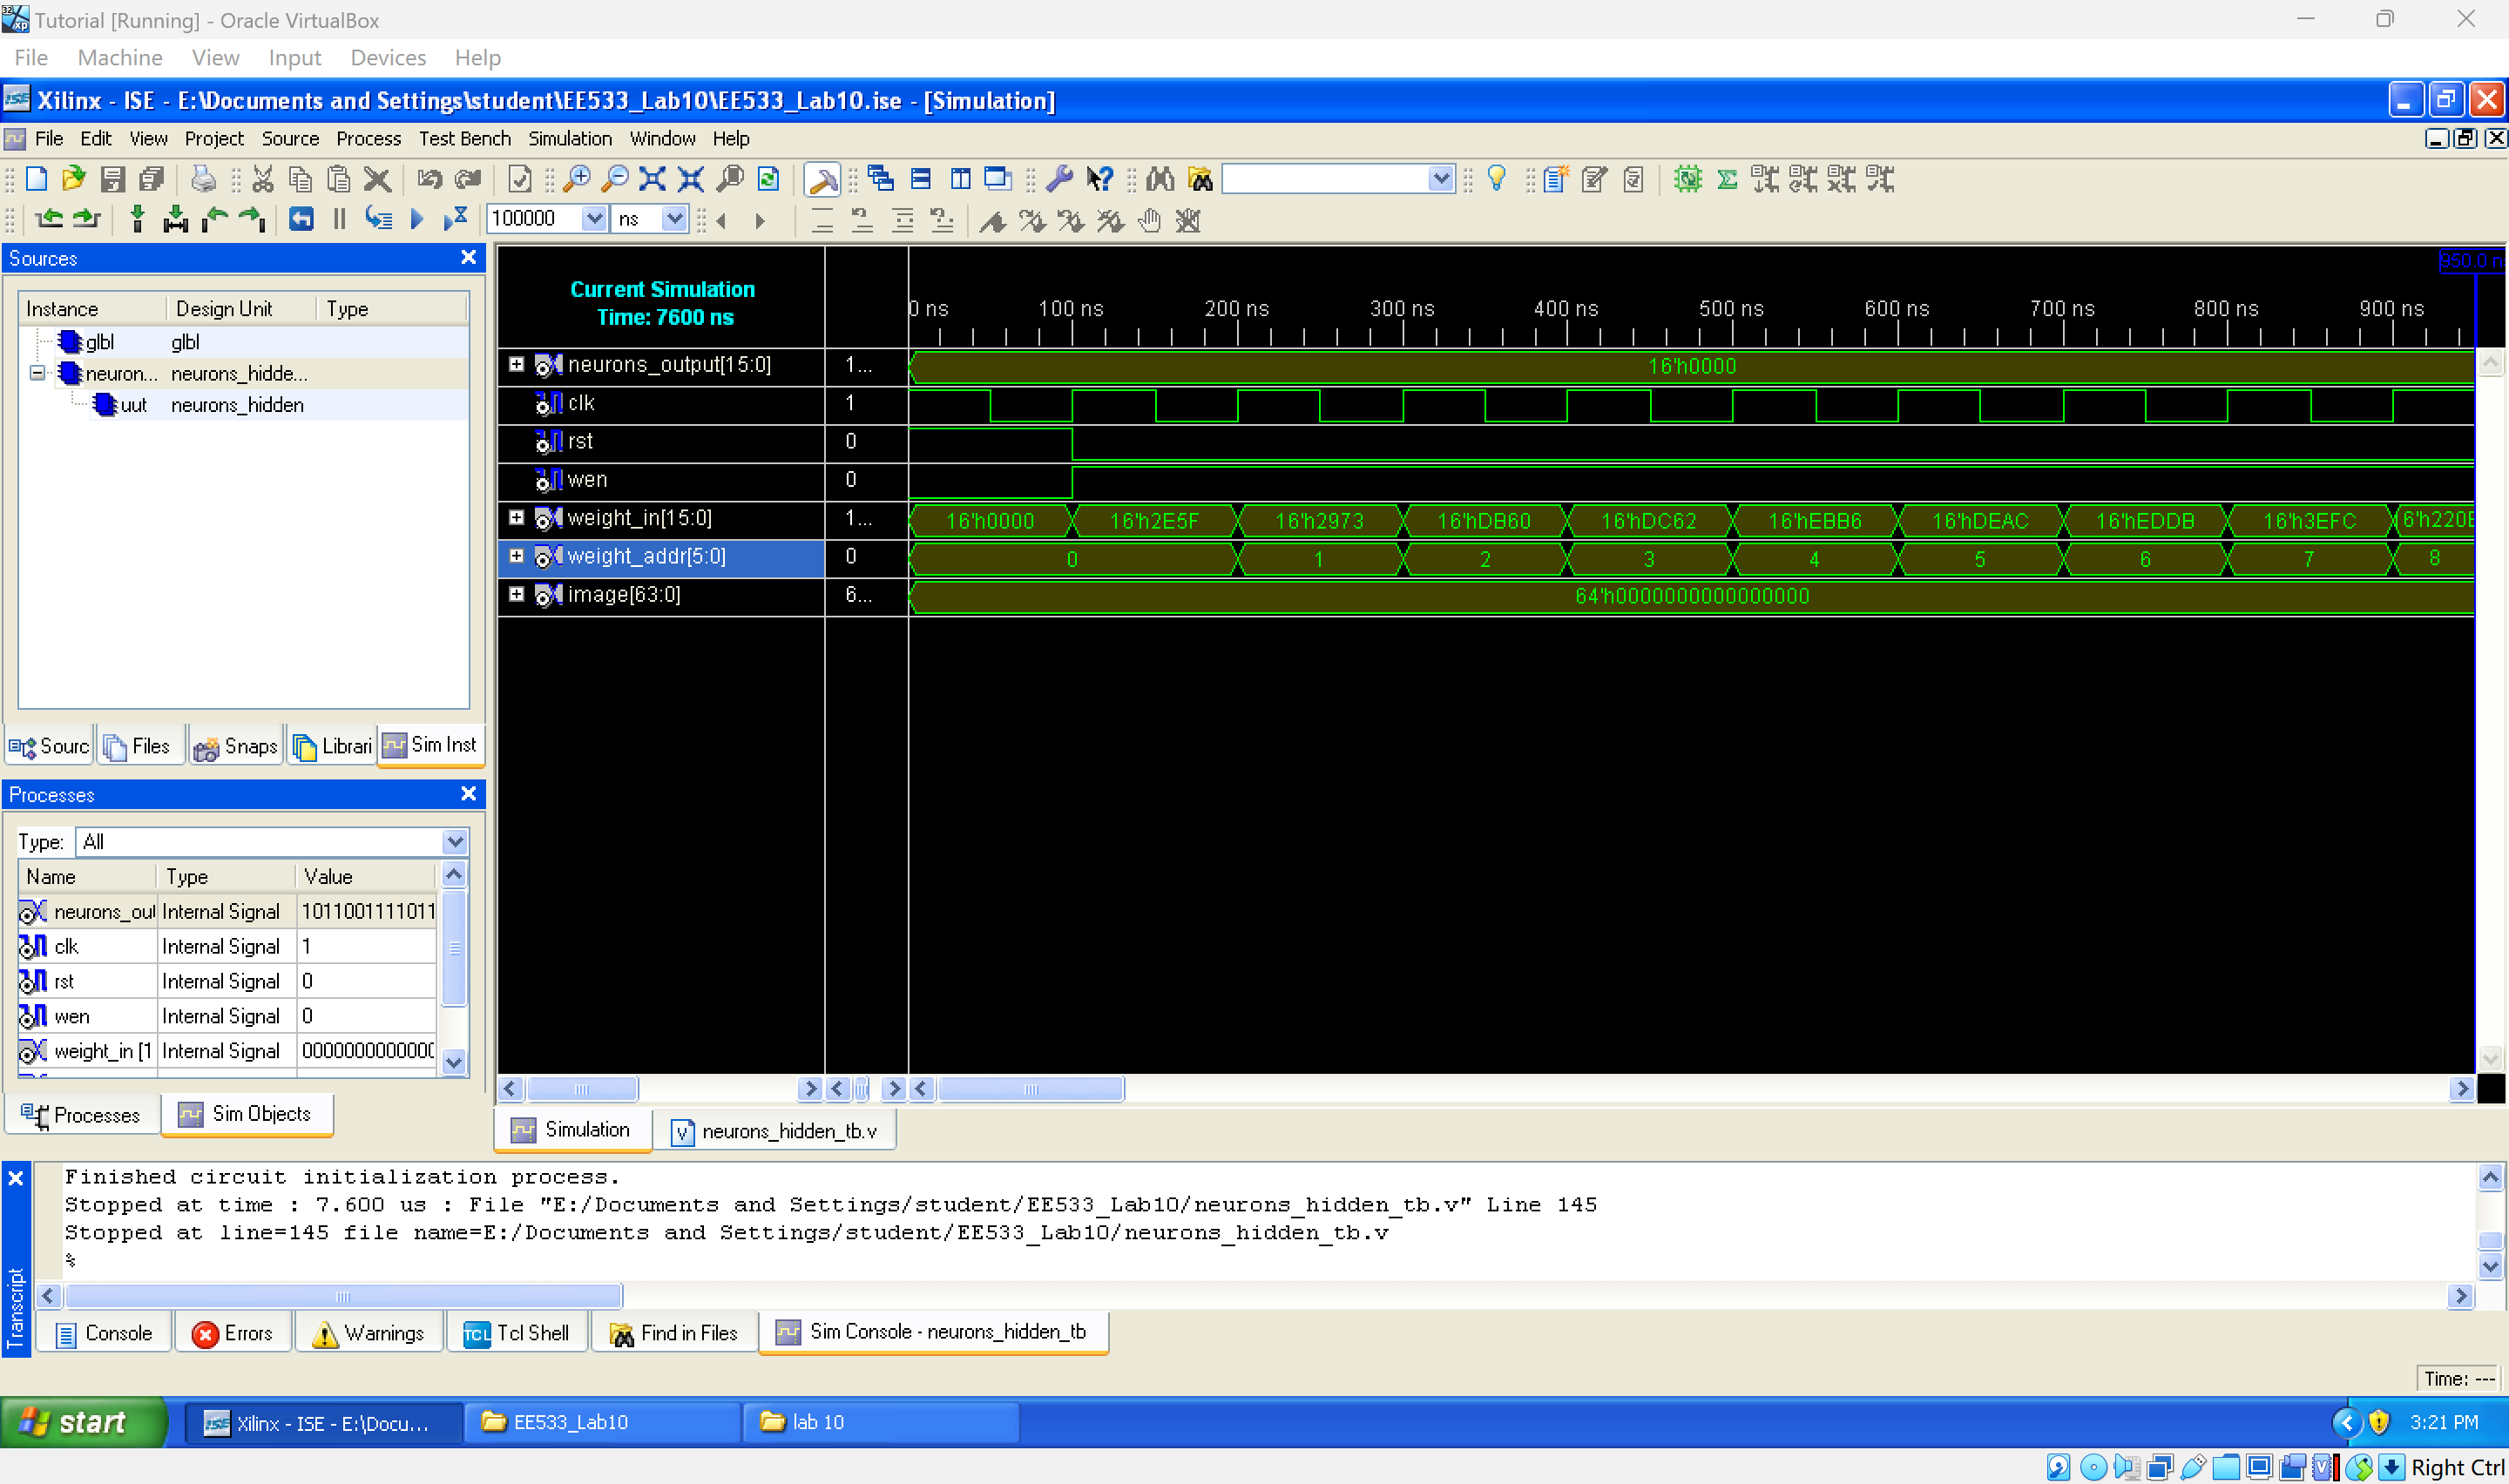 Tutorial [Running] - Oracle VirtualBox
File Machine View Input Devices Help
Xilinx - ISE - E:\Documents and Settings\student\EE533_Lab10\EE533_Lab10.ise - [Simulation]
File Edit View Project Source Process Test Bench Simulation Window Help
100000 ns
Sources
Instance Design Unit Type
glbl glbl
neuron... neurons_hidde...
uut neurons_hidden
Sourc Files Snaps Librari Sim Inst
Processes
Type: All
Name Type Value
neurons_out Internal Signal 1011001111011
clk Internal Signal 1
rst Internal Signal 0
wen Internal Signal 0
weight_in [1 Internal Signal 0000000000000
Processes Sim Objects
950.0 n
Current Simulation
Time: 7600 ns
0 ns 100 ns 200 ns 300 ns 400 ns 500 ns 600 ns 700 ns 800 ns 900 ns
neurons_output[15:0] 1... 16'h0000
clk 1
rst 0
wen 0
weight_in[15:0] 1... 16'h0000 16'h2E5F 16'h2973 16'hDB60 16'hDC62 16'hEBB6 16'hDEAC 16'hEDDB 16'h3EFC 6'h220E
weight_addr[5:0] 0 0 1 2 3 4 5 6 7 8
image[63:0] 6... 64'h0000000000000000
Simulation neurons_hidden_tb.v
Transcript
Finished circuit initialization process.
Stopped at time : 7.600 us : File "E:/Documents and Settings/student/EE533_Lab10/neurons_hidden_tb.v" Line 145
Stopped at line=145 file name=E:/Documents and Settings/student/EE533_Lab10/neurons_hidden_tb.v
%
Console Errors Warnings Tcl Shell Find in Files Sim Console - neurons_hidden_tb
Time: ---
start Xilinx - ISE - E:\Docu... EE533_Lab10 lab 10 3:21 PM
Right Ctrl